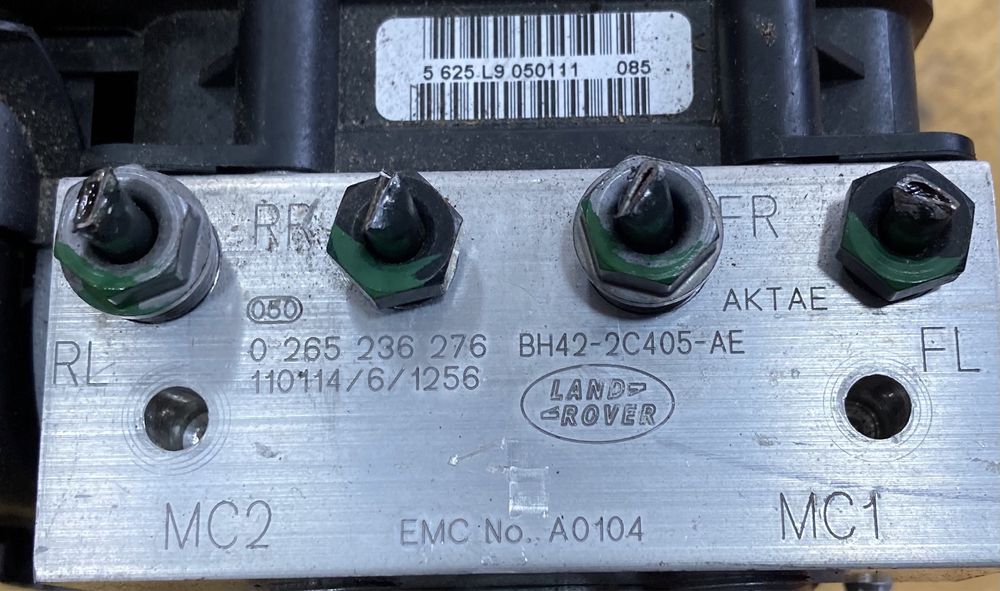 5 625 L9 050111 085
RR
FR
050
AKTAE
RL
0 265 236 276 BH42-2C405-AE
FL
110114/6/1256
LAND
ROVER
MC2
EMC No. A0104
MC1